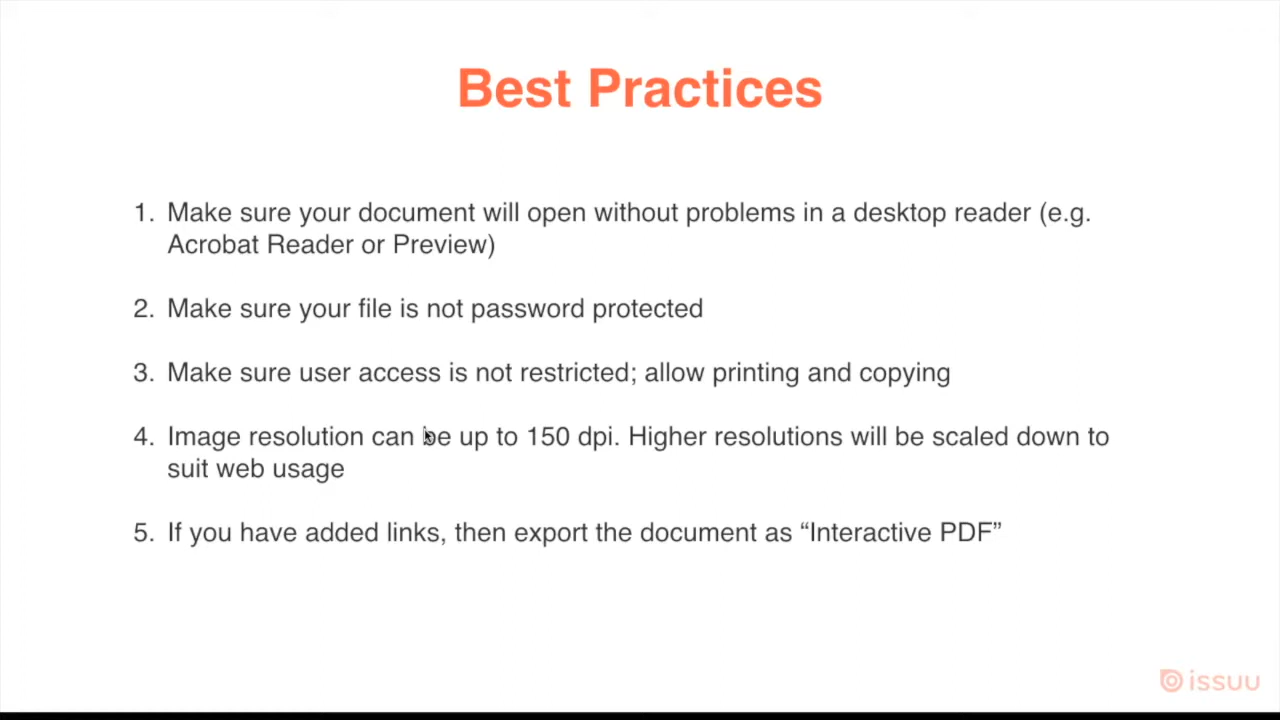 Best Practices
1. Make sure your document will open without problems in a desktop reader (e.g.
Acrobat Reader or Preview)
2. Make sure your file is not password protected
3. Make sure user access is not restricted; allow printing and copying
4. Image resolution can be up to 150 dpi. Higher resolutions will be scaled down to
suit web usage
5. If you have added links, then export the document as “Interactive PDF”
issuu